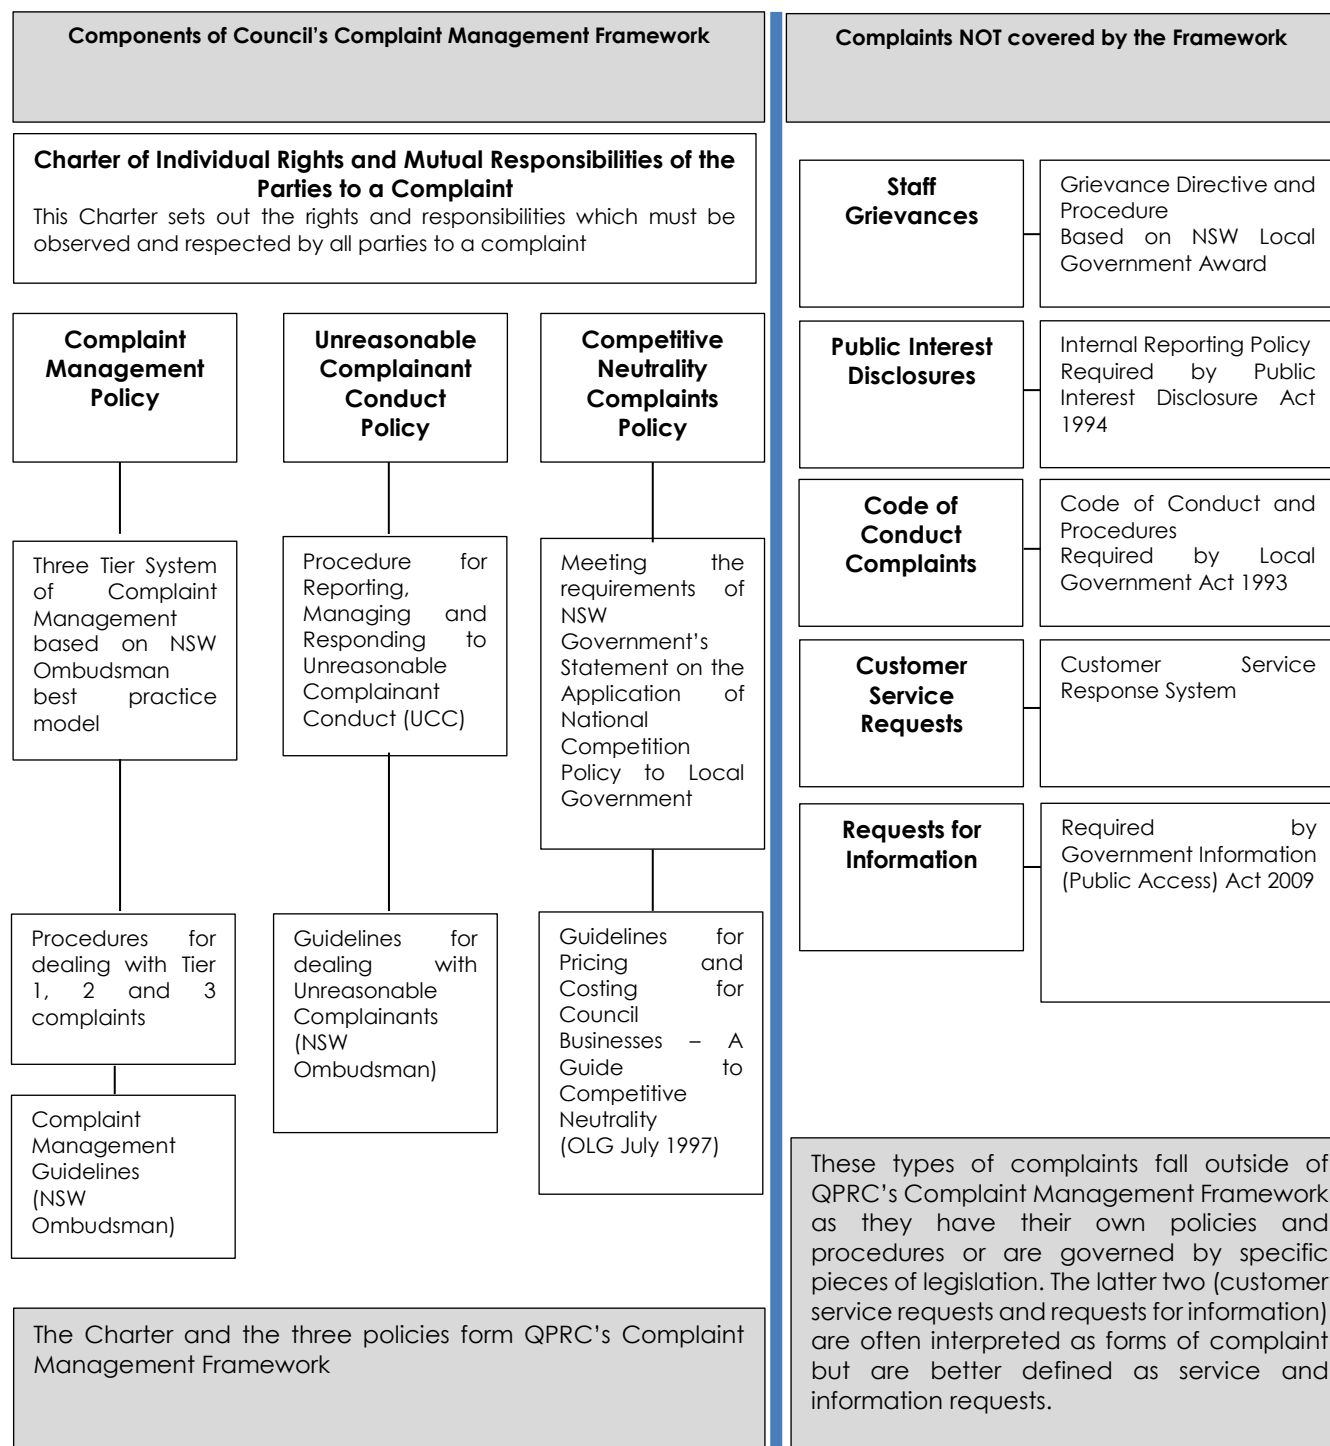 Components of Council's Complaint Management Framework
Charter of Individual Rights and Mutual Responsibilities of the
Parties to a Complaint
This Charter sets out the rights and responsibilities which must be
observed and respected by all parties to a complaint
Complaint
Management
Policy
Three Tier System
of Complaint
Management
based on NSW
Ombudsman
best practice
model
Procedures for
dealing with Tier
1, 2 and 3
complaints
Complaint
Management
Guidelines
(NSW
Ombudsman)
Unreasonable
Complainant
Conduct
Policy
Procedure for
Reporting,
Managing and
Responding to
Unreasonable
Complainant
Conduct (UCC)
Guidelines for
dealing with
Unreasonable
Complainants
(NSW
Ombudsman)
Competitive
Neutrality
Complaints
Policy
Meeting the
requirements of
NSW
Government's
Statement on the
Application of
National
Competition
Policy to Local
Government
Guidelines for
Pricing and
Costing for
Council
Businesses – A
Guide to
Competitive
Neutrality
(OLG July 1997)
The Charter and the three policies form QPRC's Complaint
Management Framework
Complaints NOT covered by the Framework
Staff
Grievances
Grievance Directive and
Procedure
Based on NSW Local
Government Award
Public Interest
Disclosures
Internal Reporting Policy
Required by Public
Interest Disclosure Act
1994
Code of
Conduct
Complaints
Code of Conduct and
Procedures
Required by Local
Government Act 1993
Customer
Service
Requests
Customer Service
Response System
Requests for
Information
Required by
Government Information
(Public Access) Act 2009
These types of complaints fall outside of
QPRC's Complaint Management Framework
as they have their own policies and
procedures or are governed by specific
pieces of legislation. The latter two (customer
service requests and requests for information)
are often interpreted as forms of complaint
but are better defined as service and
information requests.